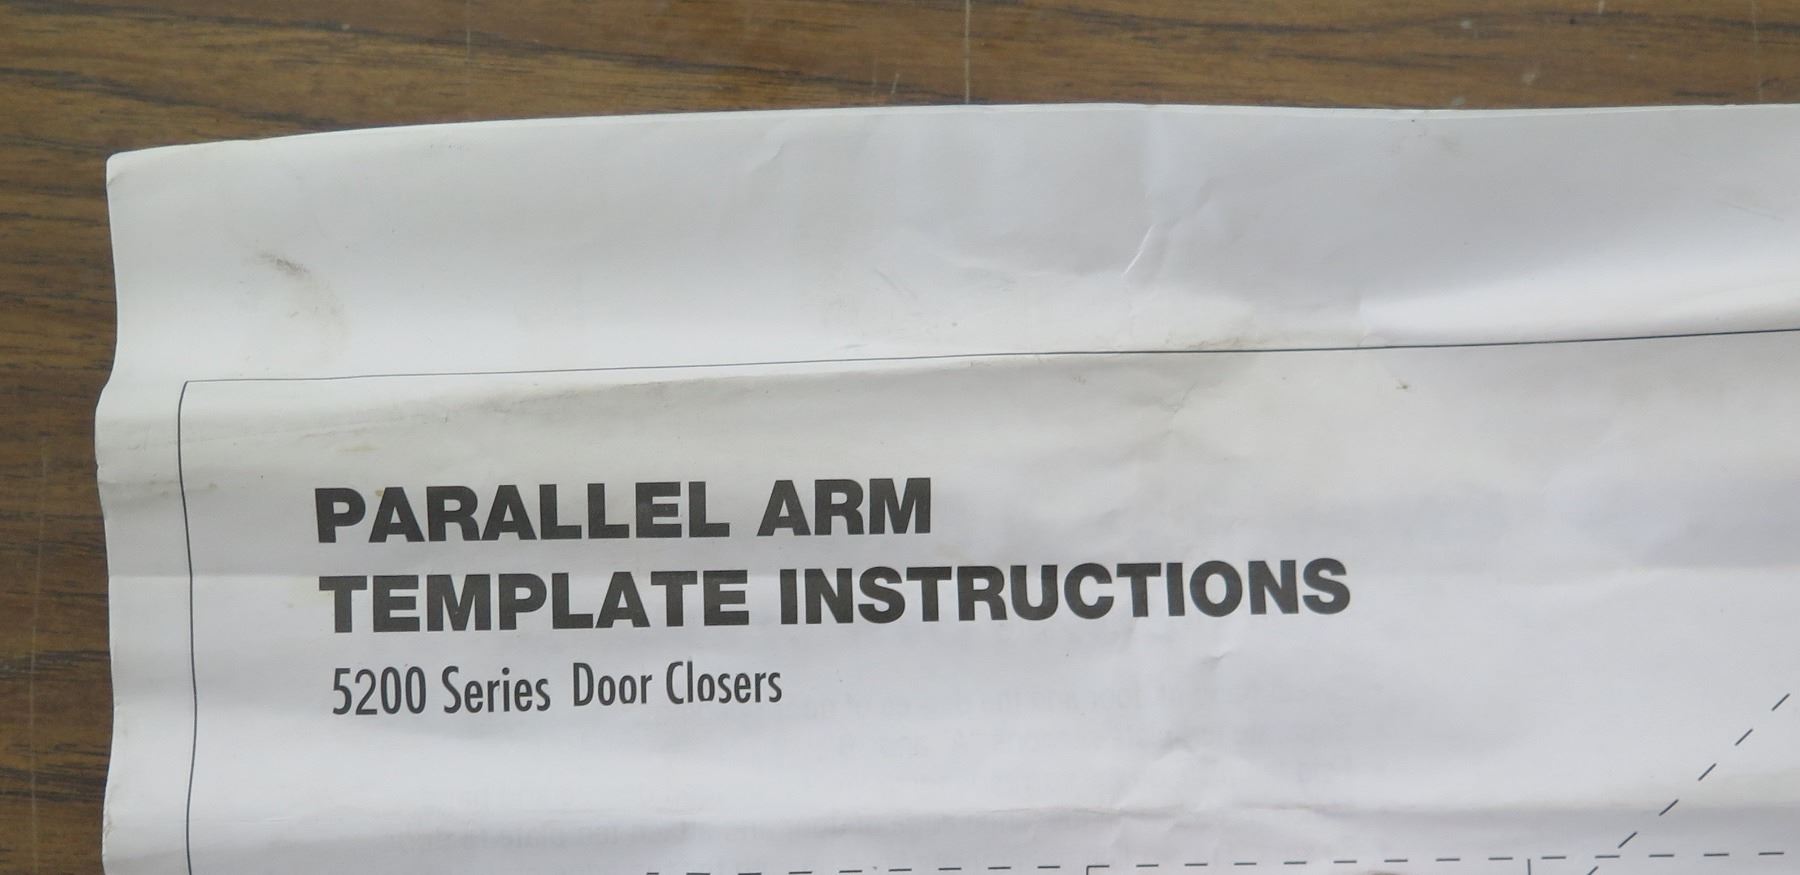 PARALLEL ARM
TEMPLATE INSTRUCTIONS
5200 Series Door Closers